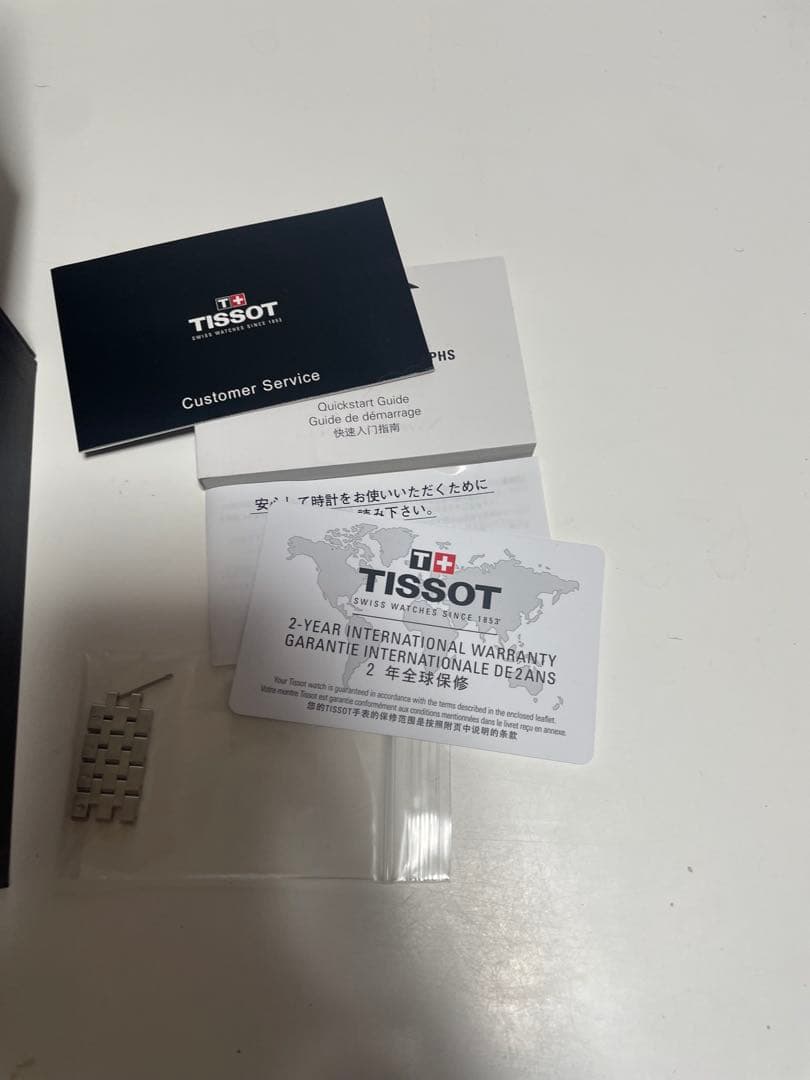 T+
TISSOT
SWISS WATCHES SINCE 1853
Customer Service
PHS
Quickstart Guide
Guide de démarrage
快速入门指南
安心して時計をお使いいただくために
読み下さい。
T+
TISSOT
SWISS WATCHES SINCE 1853
2-YEAR INTERNATIONAL WARRANTY
GARANTIE INTERNATIONALE DE 2 ANS
2 年全球保修
Your Tissot watch is guaranteed in accordance with the terms described in the enclosed leaflet.
Votre montre Tissot est garantie conformément aux conditions mentionnées dans le livret reçu en annexe.
您的TISSOT手表的保修范围是按照附页中说明的条款